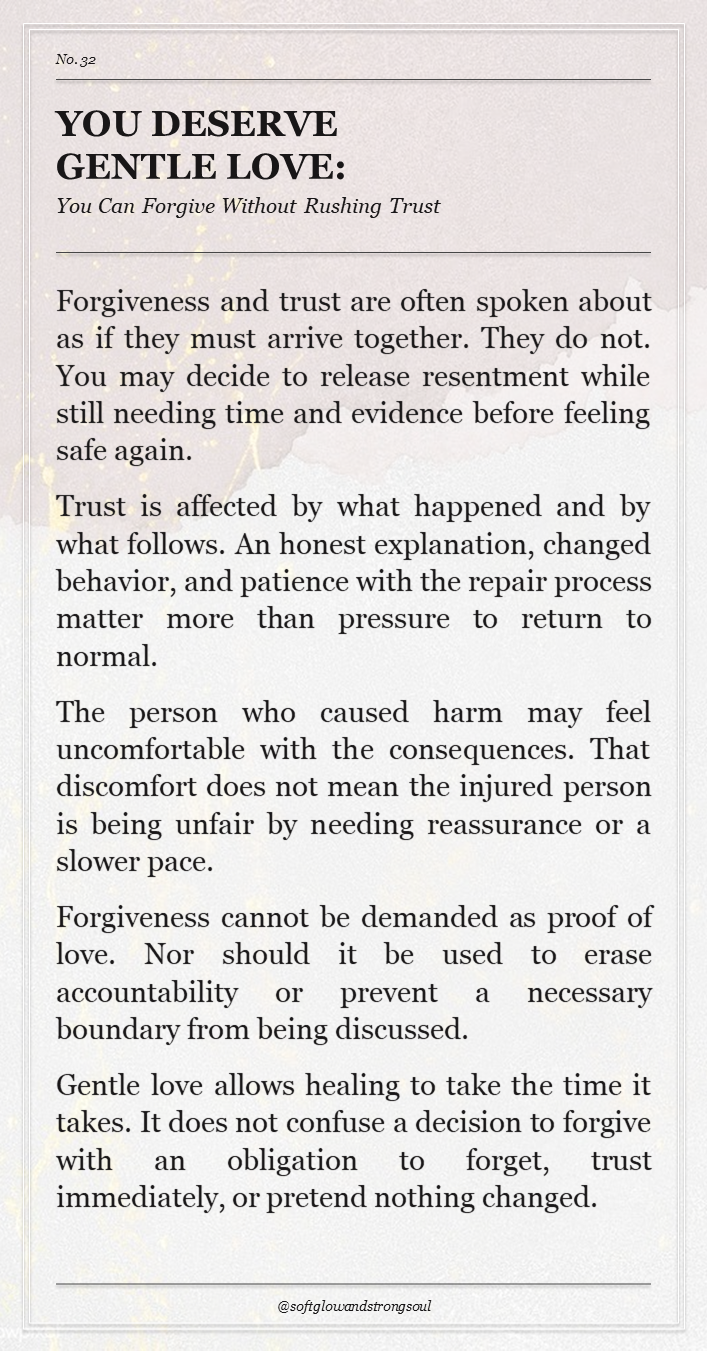 No. 32
YOU DESERVE
GENTLE LOVE:
You Can Forgive Without Rushing Trust
Forgiveness and trust are often spoken about
as if they must arrive together. They do not.
You may decide to release resentment while
still needing time and evidence before feeling
safe again.
Trust is affected by what happened and by
what follows. An honest explanation, changed
behavior, and patience with the repair process
matter more than pressure to return to
normal.
The person who caused harm may feel
uncomfortable with the consequences. That
discomfort does not mean the injured person
is being unfair by needing reassurance or a
slower pace.
Forgiveness cannot be demanded as proof of
love. Nor should it be used to erase
accountability or prevent a necessary
boundary from being discussed.
Gentle love allows healing to take the time it
takes. It does not confuse a decision to forgive
with an obligation to forget, trust
immediately, or pretend nothing changed.
@softglowandstrongsoul